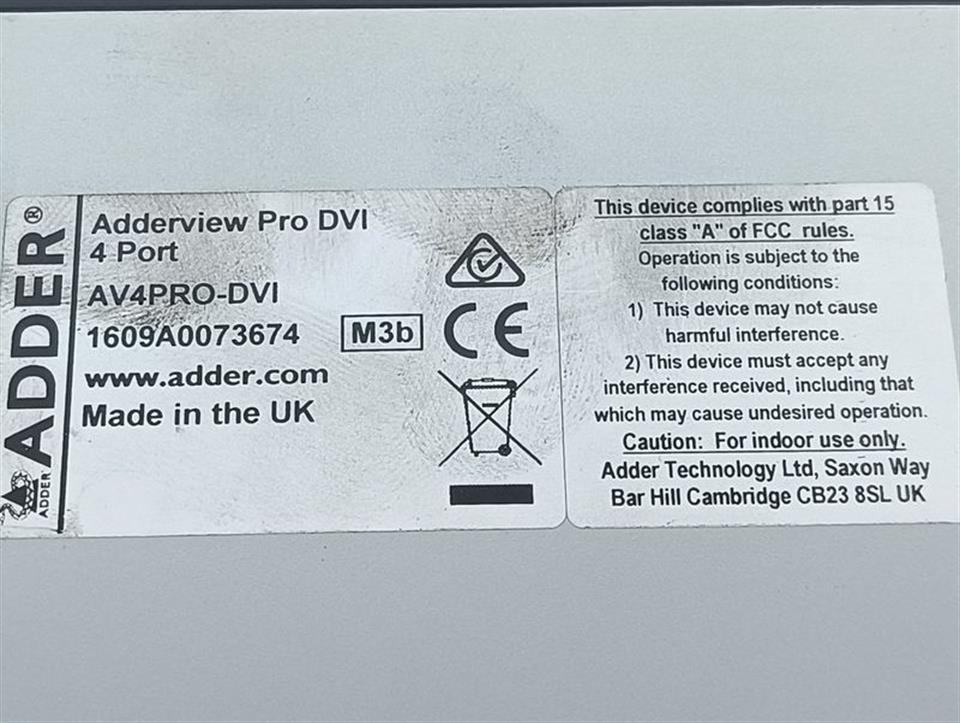 ADDER®
ADDER
Adderview Pro DVI
4 Port
AV4PRO-DVI
1609A0073674
M3b
www.adder.com
Made in the UK
CE
This device complies with part 15
class "A" of FCC rules.
Operation is subject to the
following conditions:
1) This device may not cause
harmful interference.
2) This device must accept any
interference received, including that
which may cause undesired operation.
Caution: For indoor use only.
Adder Technology Ltd, Saxon Way
Bar Hill Cambridge CB23 8SL UK